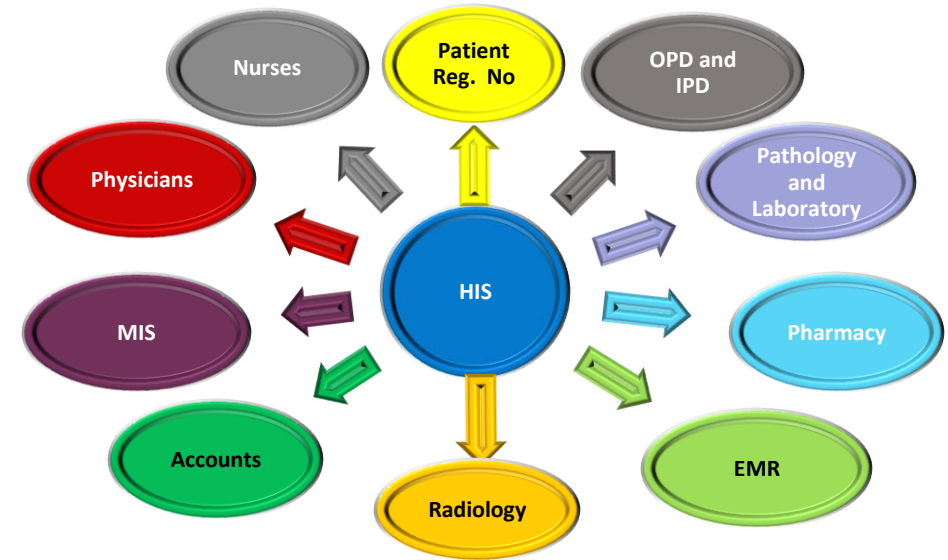 Patient
Reg.  No
OPD and
IPD
Pathology
and
Laboratory
Pharmacy
EMR
Radiology
Accounts
MIS
Physicians
Nurses
HIS